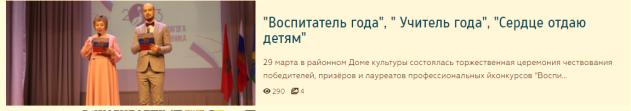 "Воспитатель года", " Учитель года", "Сердце отдаю
детям"
29 марта в районном Доме культуры состоялась торжественная церемония чествования
победителей, призёров и лауреатов профессиональных йконкурсов "Воспи...
290 4